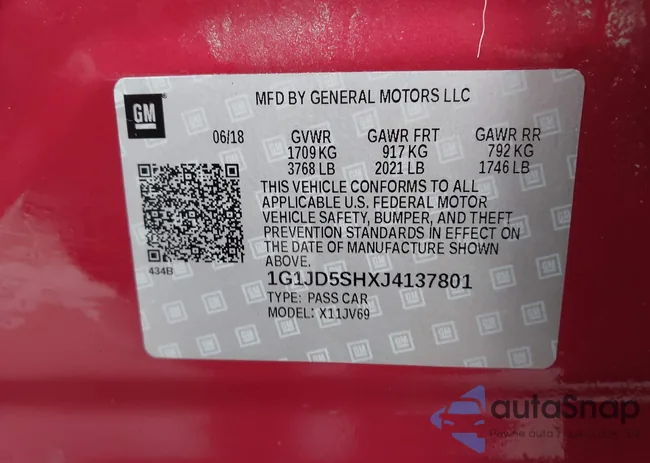 GM
MFD BY GENERAL MOTORS LLC
06/18 GVWR GAWR FRT GAWR RR
1709 KG 917 KG 792 KG
3768 LB 2021 LB 1746 LB
THIS VEHICLE CONFORMS TO ALL
APPLICABLE U.S. FEDERAL MOTOR
VEHICLE SAFETY, BUMPER, AND THEFT
PREVENTION STANDARDS IN EFFECT ON
THE DATE OF MANUFACTURE SHOWN
ABOVE.
434B
1G1JD5SHXJ4137801
TYPE: PASS CAR
MODEL: X11JV69
autaSnap
Pewne auta